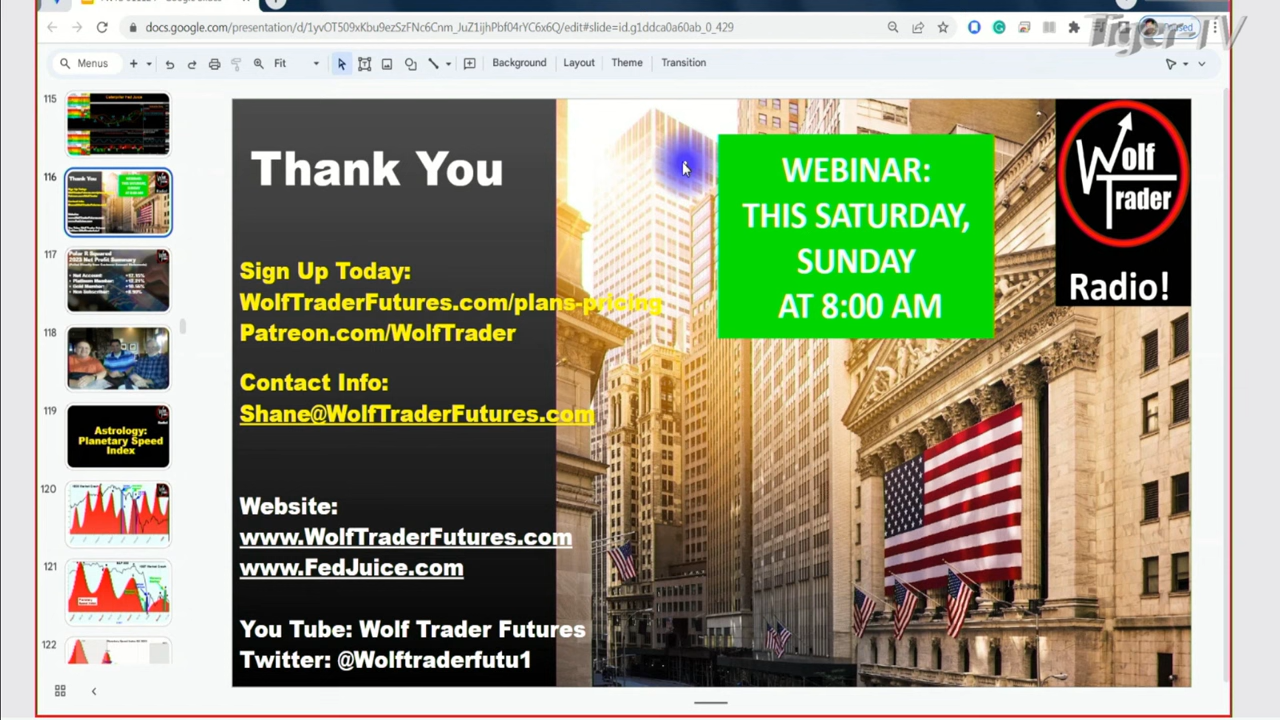 docs.google.com/presentation/d/1yvOT509xKbu9ezSzFNc6Cnm_JuZ1ijhPbf04rYC6x6Q/edit#slide=id.g1ddca0a60ab_0_429
Tiger-TV
Menus
Fit
Background
Layout
Theme
Transition
115
116
117
118
119
120
121
122
Astrology:
Planetary Speed
Index
Thank You
Sign Up Today:
WolfTraderFutures.com/plans-pricing
Patreon.com/WolfTrader
Contact Info:
Shane@WolfTraderFutures.com
Website:
www.WolfTraderFutures.com
www.FedJuice.com
You Tube: Wolf Trader Futures
Twitter: @Wolftraderfutu1
WEBINAR:
THIS SATURDAY,
SUNDAY
AT 8:00 AM
Wolf
Trader
Radio!